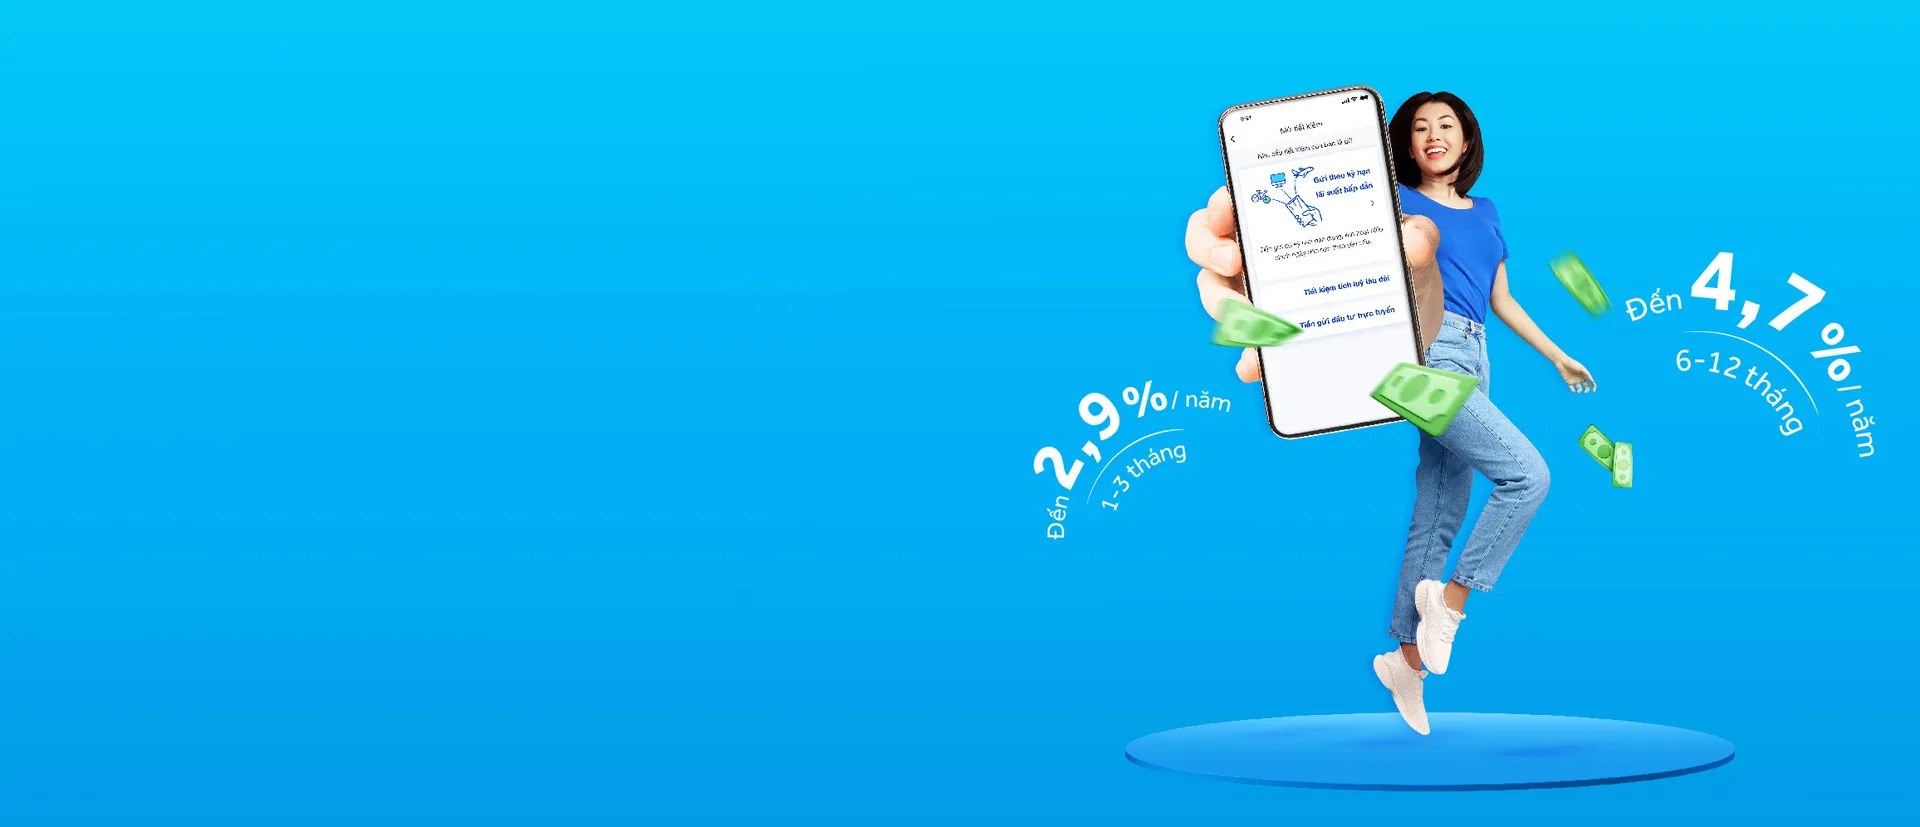 9:41
Mở tiết kiệm
Nhu cầu tiết kiệm của bạn là gì?
Gửi theo kỳ hạn
lãi suất hấp dẫn
Tiết kiệm tích luỹ lâu dài
Tiền gửi đầu tư trực tuyến
Đến 2,9%/ năm
1-3 tháng
Đến 4,7%/ năm
6-12 tháng